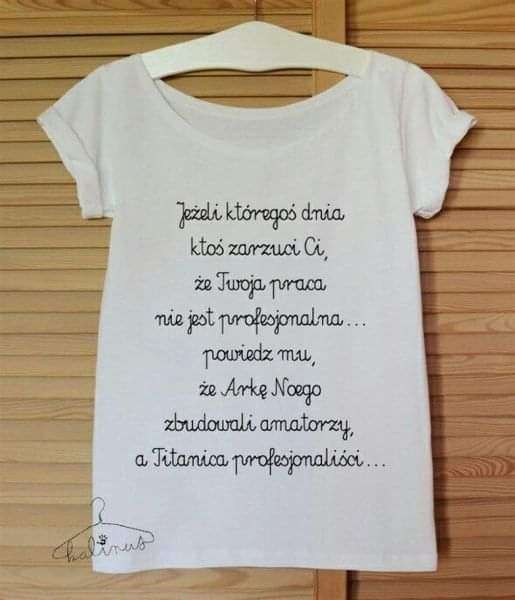 Jeżeli któregoś dnia
ktoś zarzuci Ci,
że Twoja praca
nie jest profesjonalna...
powiedz mu,
że Arkę Noego
zbudowali amatorzy,
a Titanica profesjonaliści...
kalinus